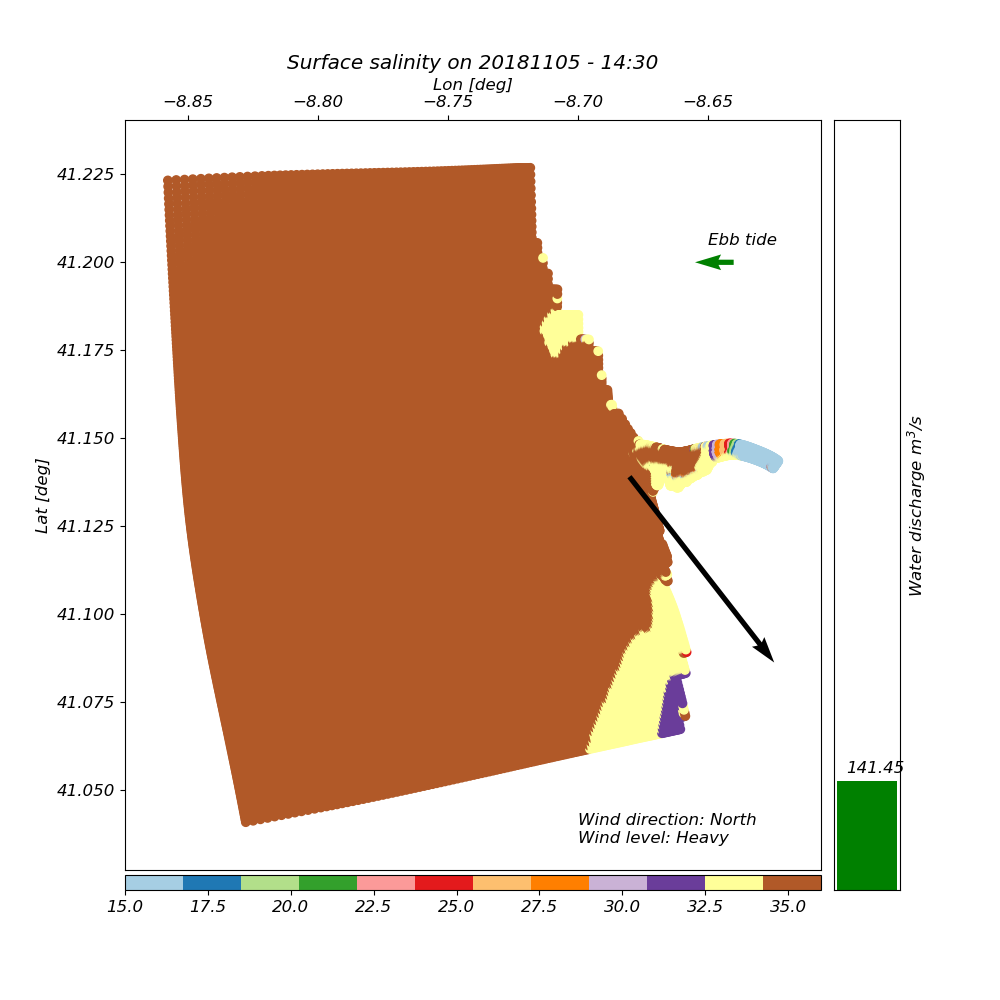 Surface salinity on 20181105 - 14:30
Lon [deg]
−8.85 −8.80 −8.75 −8.70 −8.65
41.225
41.200
41.175
41.150
41.125
41.100
41.075
41.050
Lat [deg]
Ebb tide
Wind direction: North
Wind level: Heavy
15.0 17.5 20.0 22.5 25.0 27.5 30.0 32.5 35.0
141.45
Water discharge m³/s